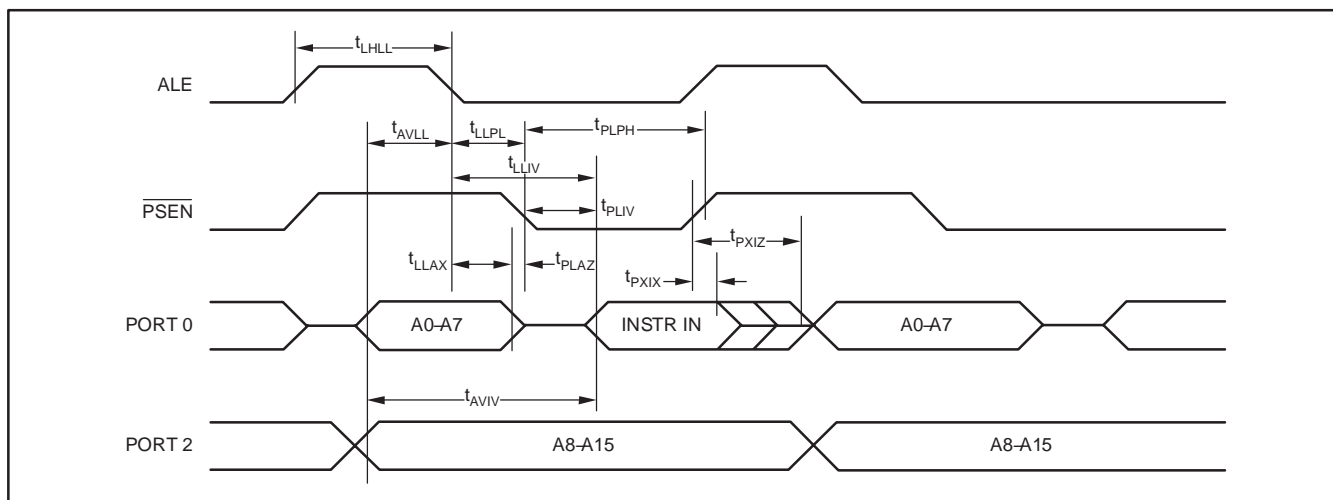 tLHLL
ALE
tAVLL
tLLPL
tPLPH
tLLIV
PSEN
tPLIV
tPXIZ
tLLAX
tPLAZ
tPXIX
PORT 0
A0–A7
INSTR IN
A0–A7
tAVIV
PORT 2
A8–A15
A8–A15